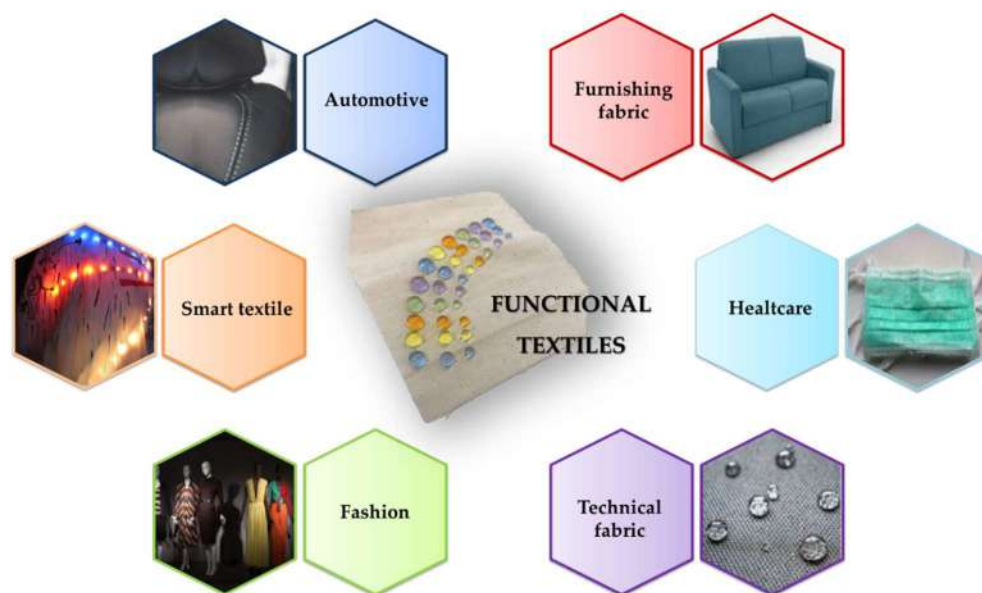 Automotive
Furnishing
fabric
Smart textile
FUNCTIONAL
TEXTILES
Healtcare
Fashion
Technical
fabric